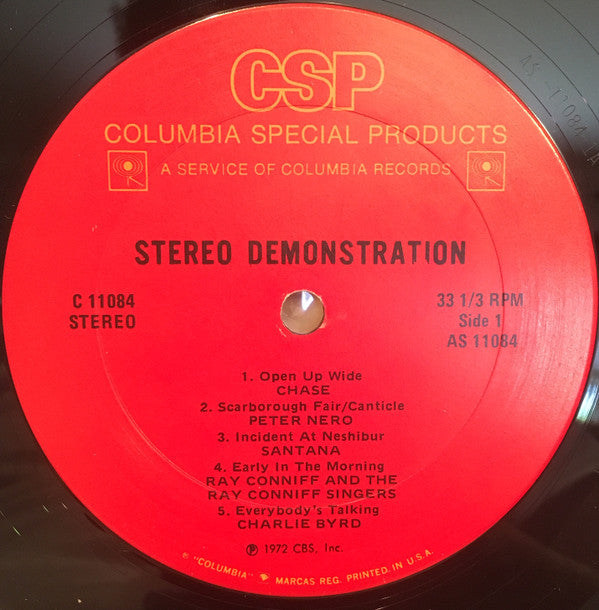 CSP
COLUMBIA SPECIAL PRODUCTS
A SERVICE OF COLUMBIA RECORDS
STEREO DEMONSTRATION
C 11084
STEREO
33 1/3 RPM
Side 1
AS 11084
1. Open Up Wide
CHASE
2. Scarborough Fair/Canticle
PETER NERO
3. Incident At Neshibur
SANTANA
4. Early In The Morning
RAY CONNIFF AND THE
RAY CONNIFF SINGERS
5. Everybody's Talking
CHARLIE BYRD
Ⓟ 1972 CBS, Inc.
® "COLUMBIA" MARCAS REG. PRINTED IN U.S.A.
AS-11084